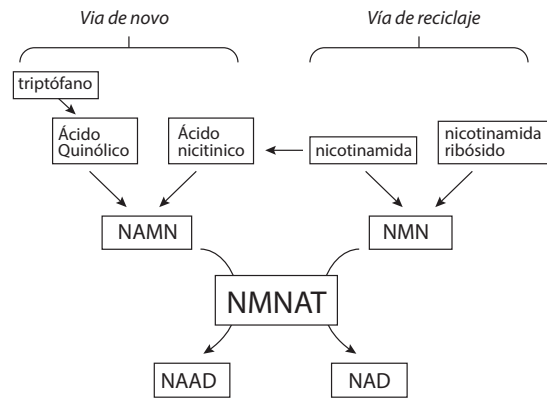 Via de novo
Vía de reciclaje
triptófano
Ácido
Quinólico
Ácido
nicitinico
nicotinamida
nicotinamida
ribósido
NAMN
NMN
NMNAT
NAAD
NAD